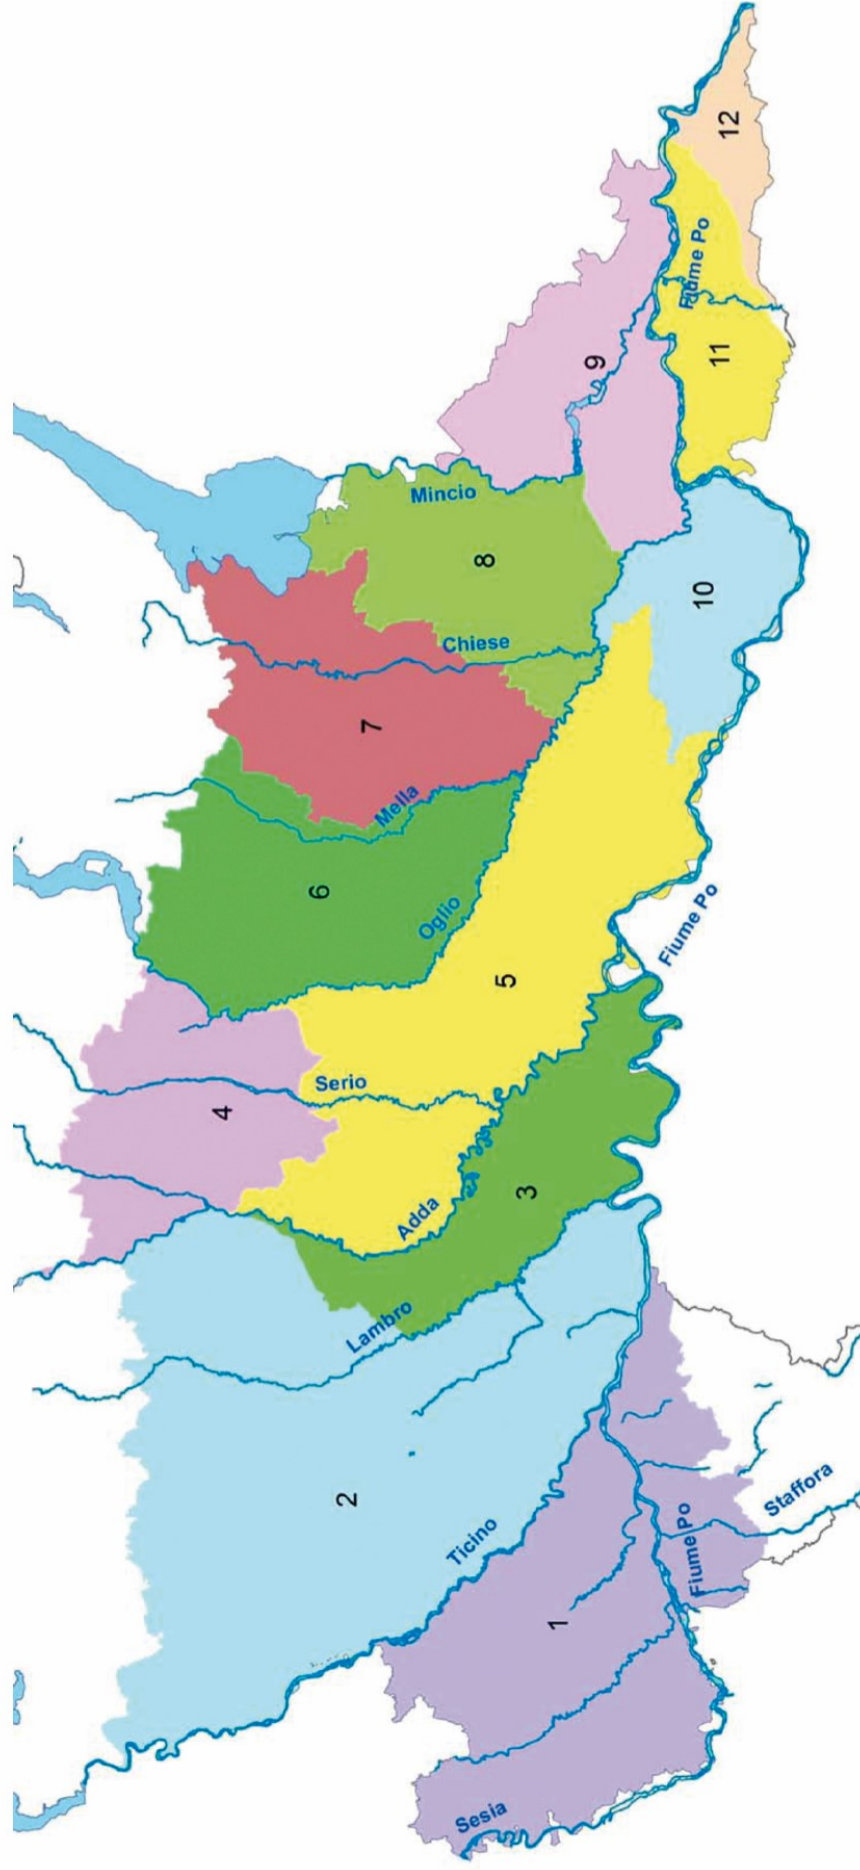 Sesia
1
Fiume Po
Staffora
Ticino
2
Lambro
Adda
3
4
Serio
5
Fiume Po
Oglio
6
Mella
7
Chiese
8
Mincio
10
9
11
Fiume Po
12